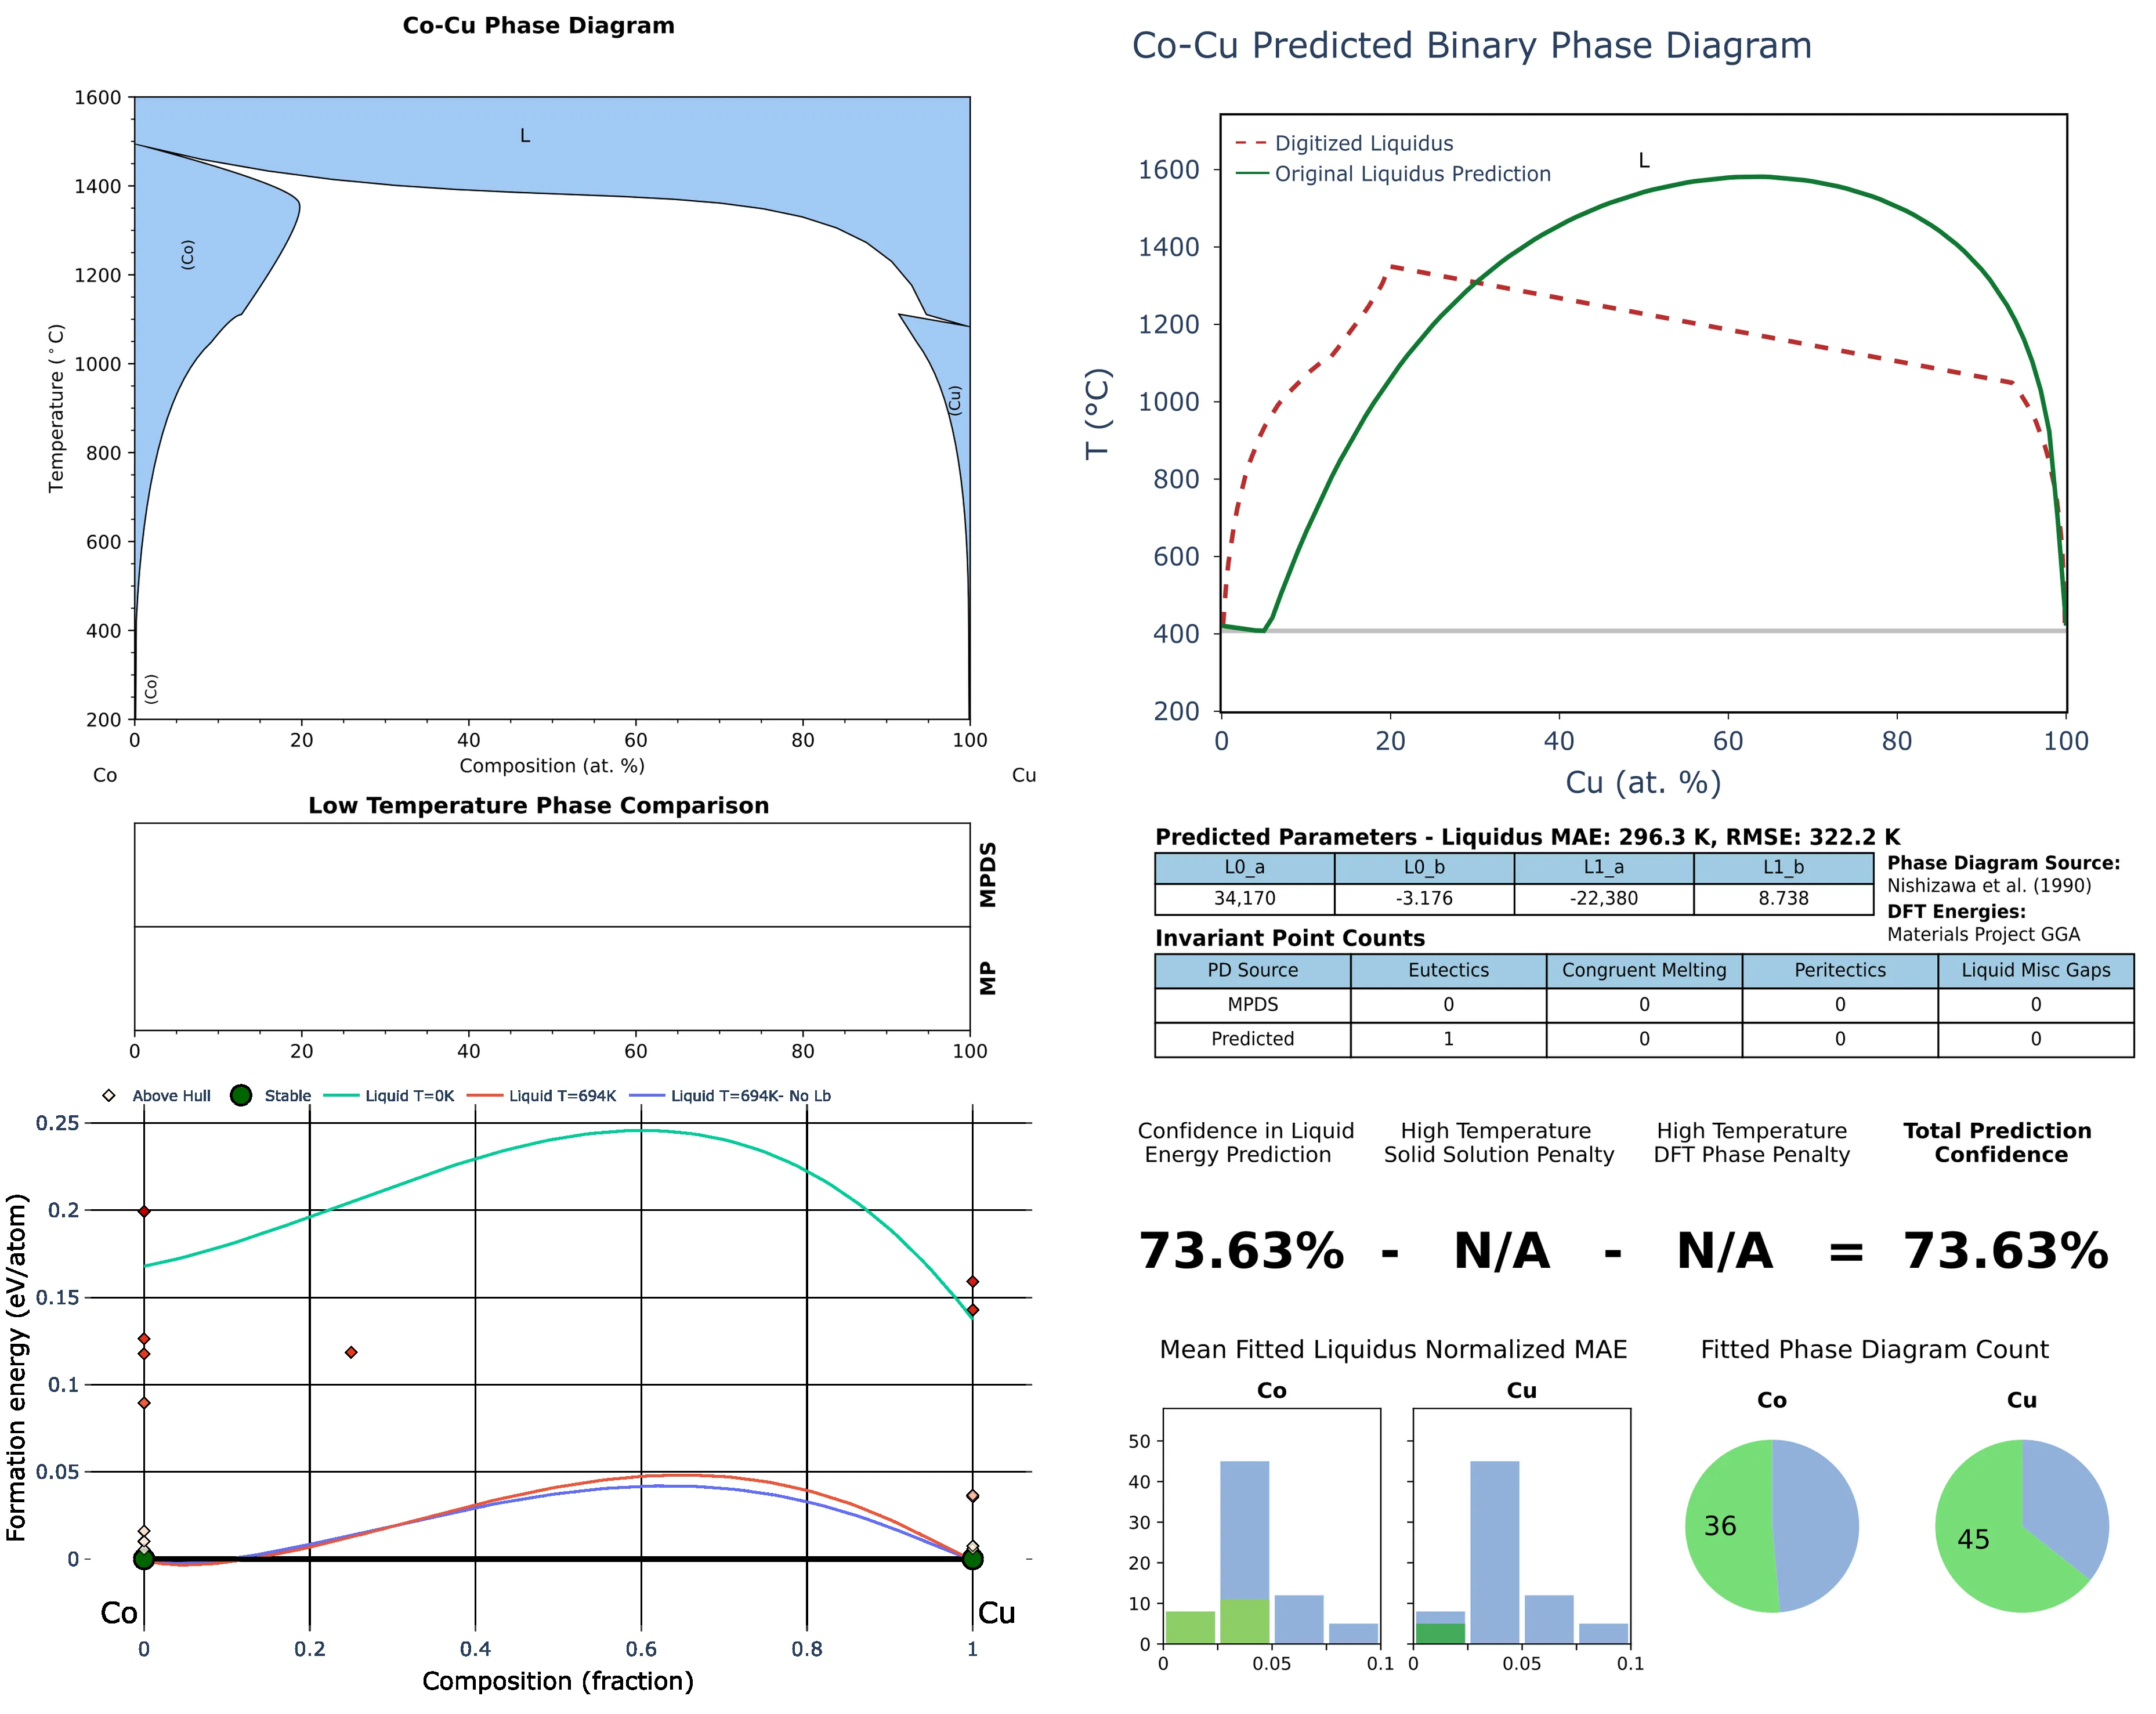 Co-Cu Phase Diagram
1600
1400
1200
1000
800
600
400
200
Temperature (°C)
L
(Co)
(Cu)
(Co)
0 20 40 60 80 100
Composition (at. %)
Co Cu
Low Temperature Phase Comparison
MPDS
MP
0 20 40 60 80 100
Above Hull Stable Liquid T=0K Liquid T=694K Liquid T=694K- No Lb
0.25
0.2
0.15
0.1
0.05
0
Formation energy (eV/atom)
Co Cu
0 0.2 0.4 0.6 0.8 1
Composition (fraction)
Co-Cu Predicted Binary Phase Diagram
Digitized Liquidus
Original Liquidus Prediction
L
1600
1400
1200
1000
800
600
400
200
T (°C)
0 20 40 60 80 100
Cu (at. %)
Predicted Parameters - Liquidus MAE: 296.3 K, RMSE: 322.2 K
L0_a L0_b L1_a L1_b
34,170 -3.176 -22,380 8.738
Phase Diagram Source:
Nishizawa et al. (1990)
DFT Energies:
Materials Project GGA
Invariant Point Counts
PD Source Eutectics Congruent Melting Peritectics Liquid Misc Gaps
MPDS 0 0 0 0
Predicted 1 0 0 0
Confidence in Liquid
Energy Prediction
High Temperature
Solid Solution Penalty
High Temperature
DFT Phase Penalty
Total Prediction
Confidence
73.63% - N/A - N/A = 73.63%
Mean Fitted Liquidus Normalized MAE
Co Cu
50
40
30
20
10
0
0 0.05 0.1 0 0.05 0.1
Fitted Phase Diagram Count
Co Cu
36 45